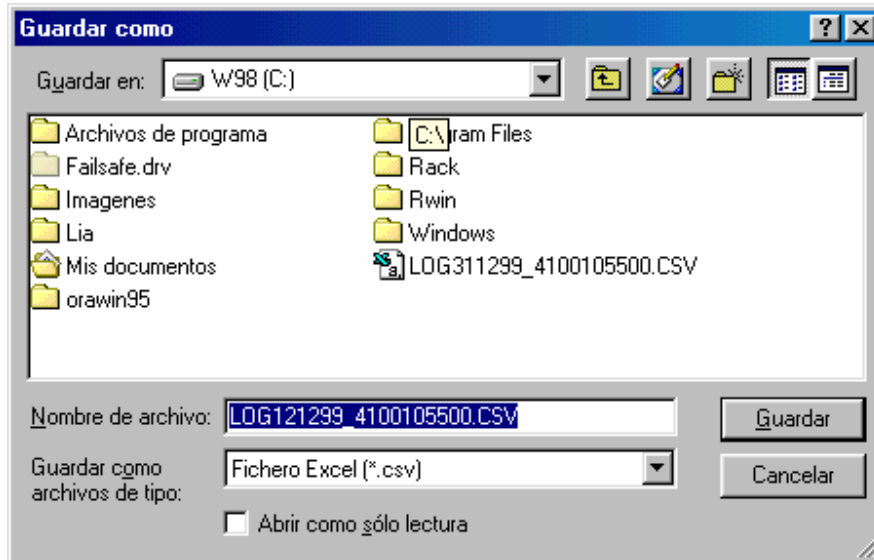 Guardar como
Guardar en: W98 (C:)
Archivos de programa
Failsafe.drv
Imagenes
Lia
Mis documentos
orawin95
C:\ram Files
Rack
Rwin
Windows
LOG311299_4100105500.CSV
Nombre de archivo: LOG121299_4100105500.CSV Guardar
Guardar como archivos de tipo: Fichero Excel (*.csv) Cancelar
Abrir como sólo lectura